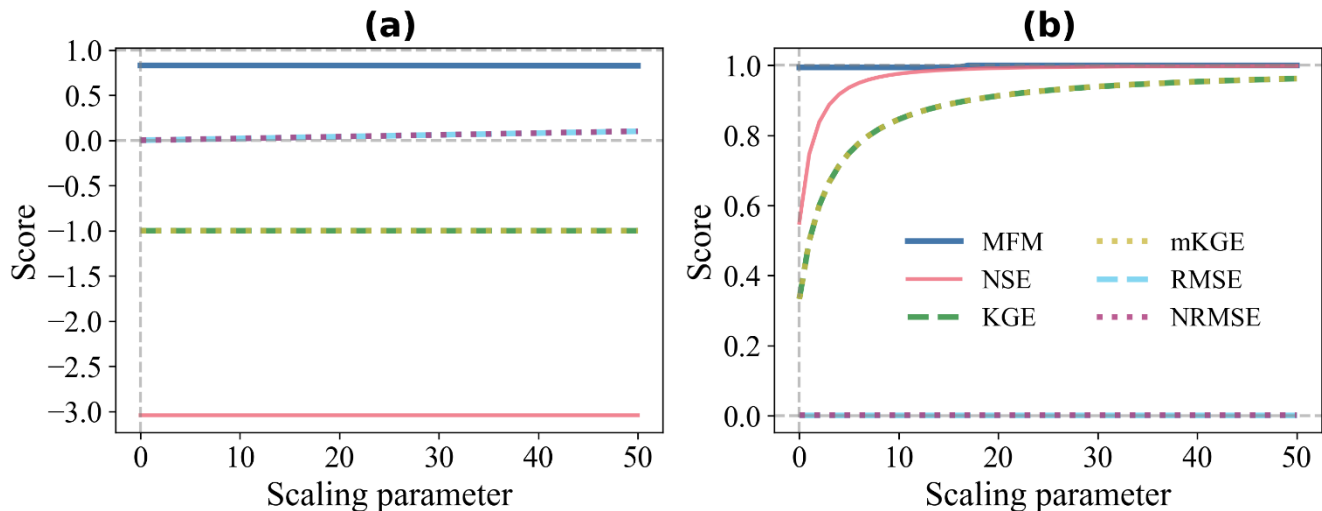 (a)
1.0
0.5
0.0
−0.5
−1.0
−1.5
−2.0
−2.5
−3.0
Score
0 10 20 30 40 50
Scaling parameter
(b)
1.0
0.8
0.6
0.4
0.2
0.0
Score
MFM mKGE
NSE RMSE
KGE NRMSE
0 10 20 30 40 50
Scaling parameter